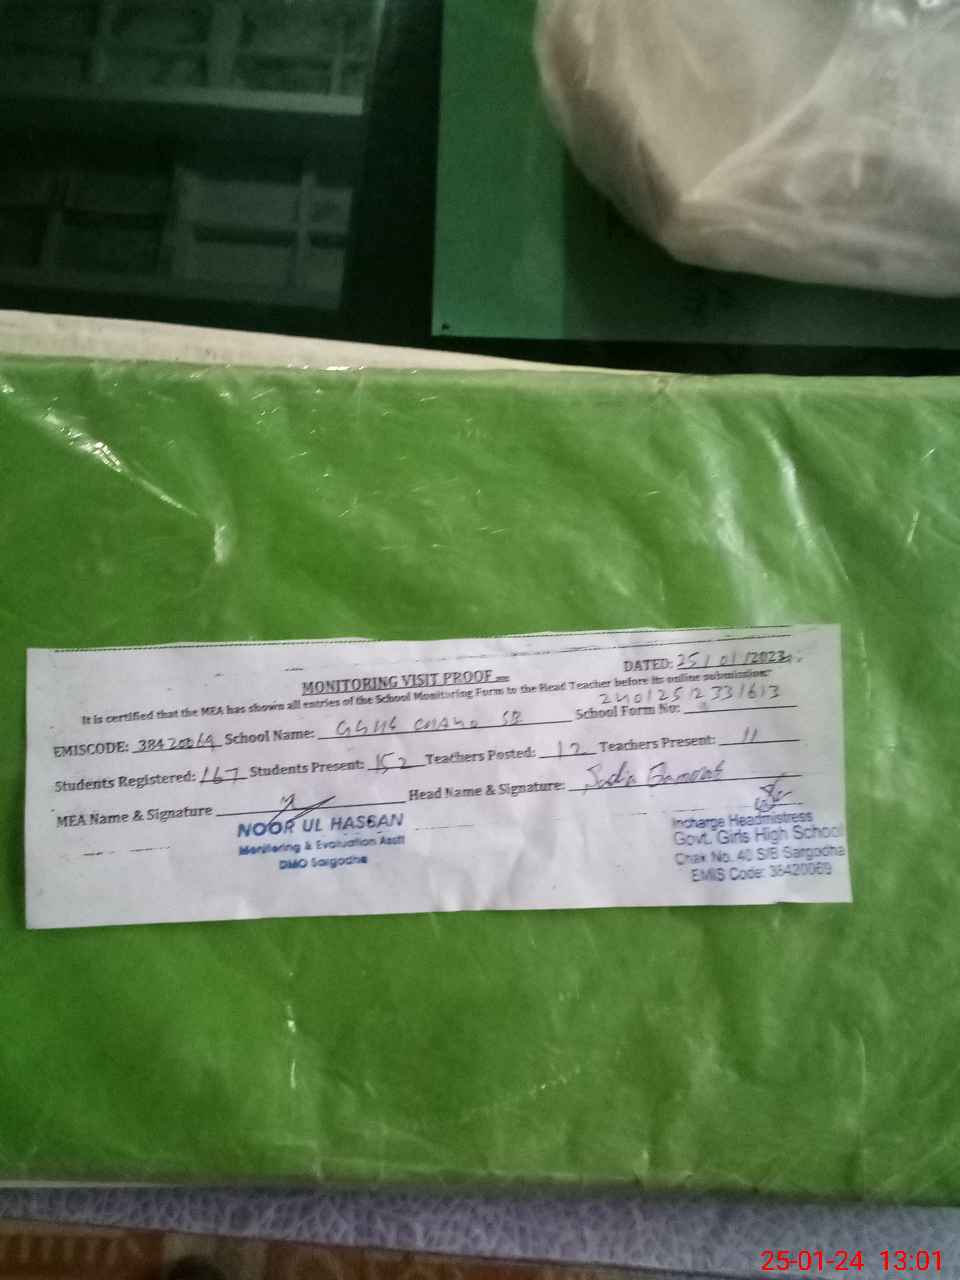 MONITORING VISIT PROOF
DATED: 25/01/2023
It is certified that the MEA has shown all entries of the School Monitoring Form to the Head Teacher before its online submission.
EMISCODE: 38420069 School Name: GGHS School Form No: 24012512331613
Students Registered: 167 Students Present: 152 Teachers Posted: 12 Teachers Present: 11
MEA Name & Signature Head Name & Signature:
NOOR UL HASSAN
Monitoring & Evaluation Asstt
DMO Sargodha
Incharge Headmistress
Govt. Girls High School
Chak No. 40 S/B Sargodha
EMIS Code: 38420069
25-01-24 13:01